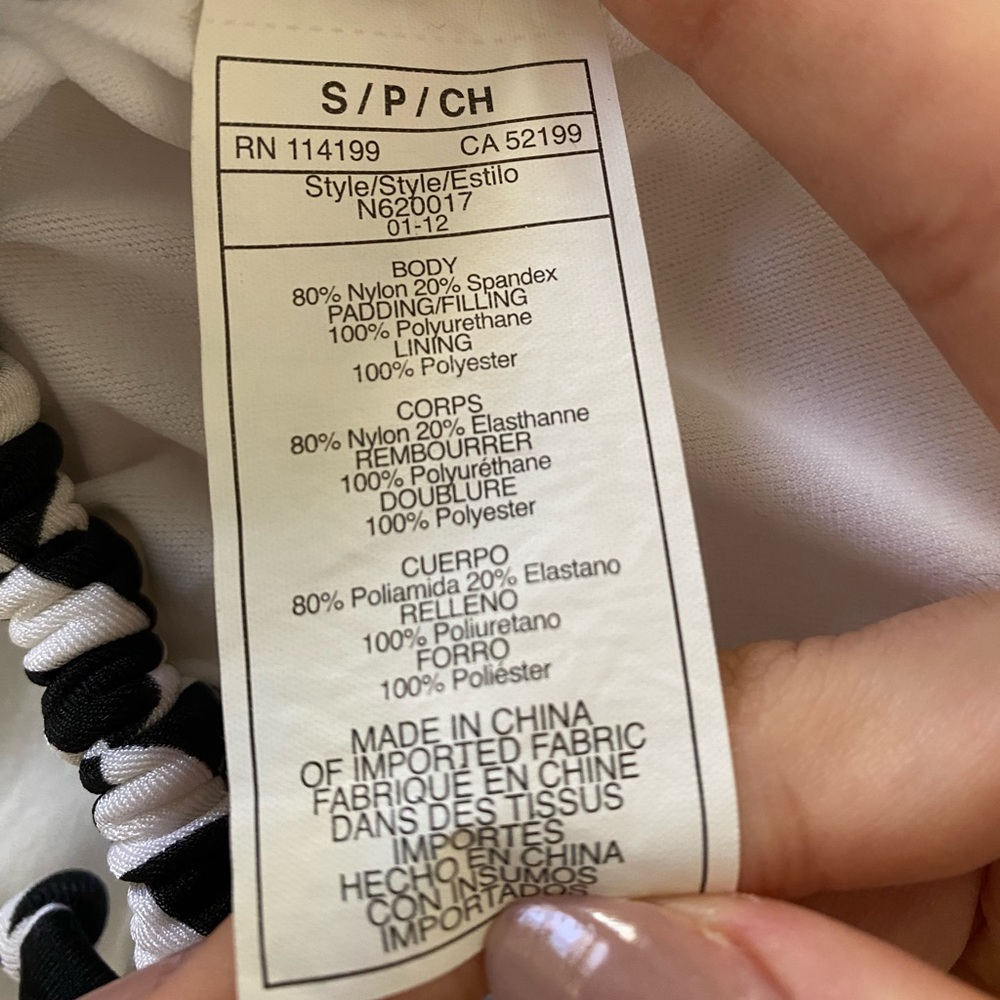 S / P / CH
RN 114199 CA 52199
Style/Style/Estilo
N620017
01-12
BODY
80% Nylon 20% Spandex
PADDING/FILLING
100% Polyurethane
LINING
100% Polyester
CORPS
80% Nylon 20% Elasthanne
REMBOURRER
100% Polyuréthane
DOUBLURE
100% Polyester
CUERPO
80% Poliamida 20% Elastano
RELLENO
100% Poliuretano
FORRO
100% Poliéster
MADE IN CHINA
OF IMPORTED FABRIC
FABRIQUE EN CHINE
DANS DES TISSUS
IMPORTES
HECHO EN CHINA
CON INSUMOS
IMPORTADOS